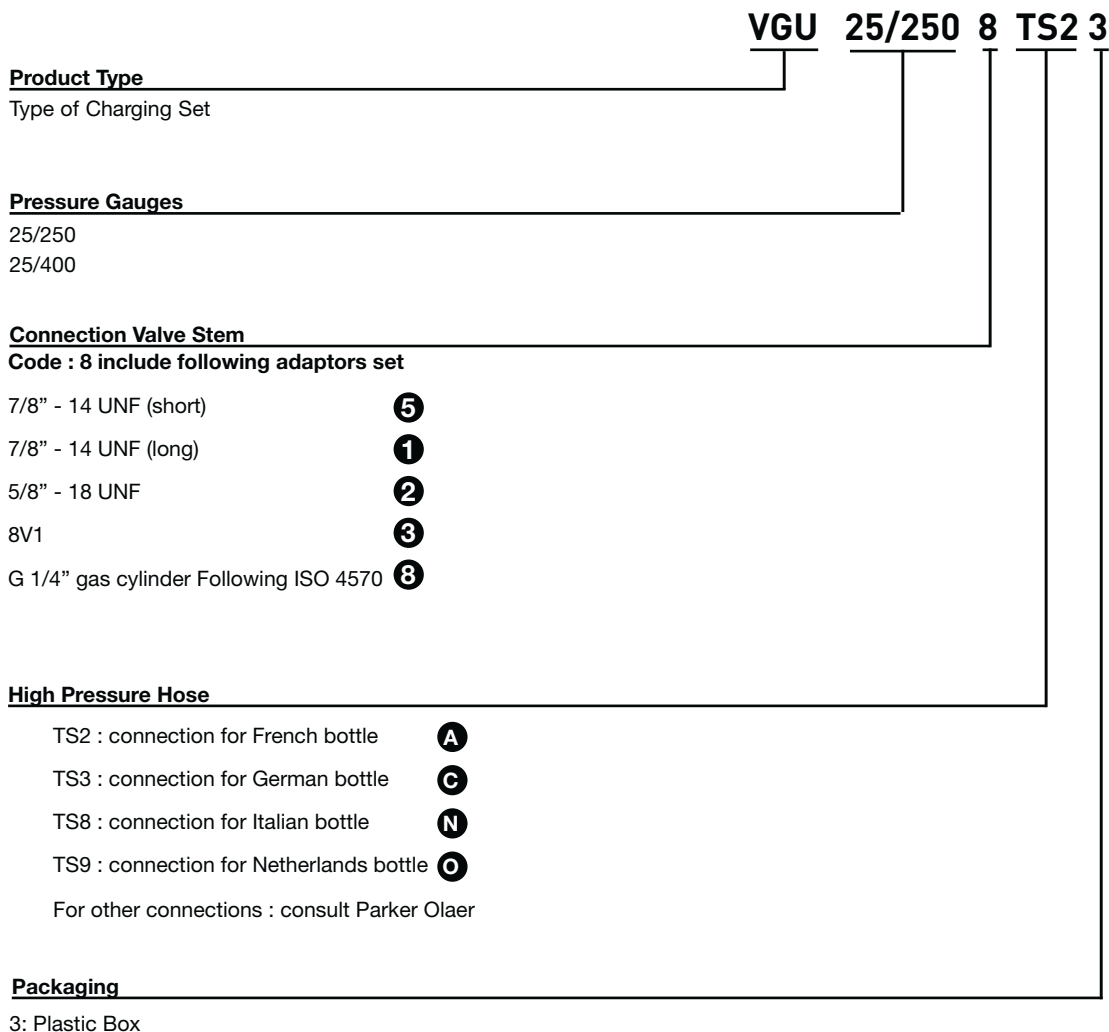 VGU 25/250 8 TS2 3
Product Type
Type of Charging Set
Pressure Gauges
25/250
25/400
Connection Valve Stem
Code : 8 include following adaptors set
7/8” - 14 UNF (short) 5
7/8” - 14 UNF (long) 1
5/8” - 18 UNF 2
8V1 3
G 1/4” gas cylinder Following ISO 4570 8
High Pressure Hose
TS2 : connection for French bottle A
TS3 : connection for German bottle C
TS8 : connection for Italian bottle N
TS9 : connection for Netherlands bottle O
For other connections : consult Parker Olaer
Packaging
3: Plastic Box